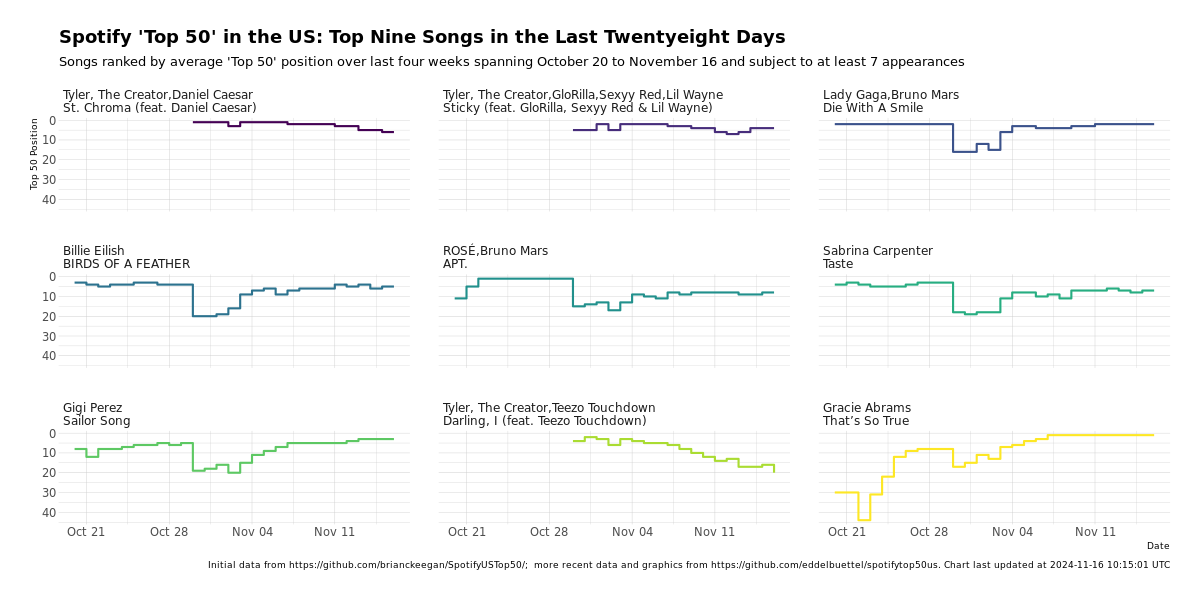 Spotify 'Top 50' in the US: Top Nine Songs in the Last Twentyeight Days
Songs ranked by average 'Top 50' position over last four weeks spanning October 20 to November 16 and subject to at least 7 appearances
Tyler, The Creator,Daniel Caesar
St. Chroma (feat. Daniel Caesar)
Tyler, The Creator,GloRilla,Sexyy Red,Lil Wayne
Sticky (feat. GloRilla, Sexyy Red & Lil Wayne)
Lady Gaga,Bruno Mars
Die With A Smile
Top 50 Position
0
10
20
30
40
Billie Eilish
BIRDS OF A FEATHER
ROSÉ,Bruno Mars
APT.
Sabrina Carpenter
Taste
0
10
20
30
40
Gigi Perez
Sailor Song
Tyler, The Creator,Teezo Touchdown
Darling, I (feat. Teezo Touchdown)
Gracie Abrams
That’s So True
0
10
20
30
40
Oct 21 Oct 28 Nov 04 Nov 11
Oct 21 Oct 28 Nov 04 Nov 11
Oct 21 Oct 28 Nov 04 Nov 11
Date
Initial data from https://github.com/brianckeegan/SpotifyUSTop50/;  more recent data and graphics from https://github.com/eddelbuettel/spotifytop50us. Chart last updated at 2024-11-16 10:15:01 UTC